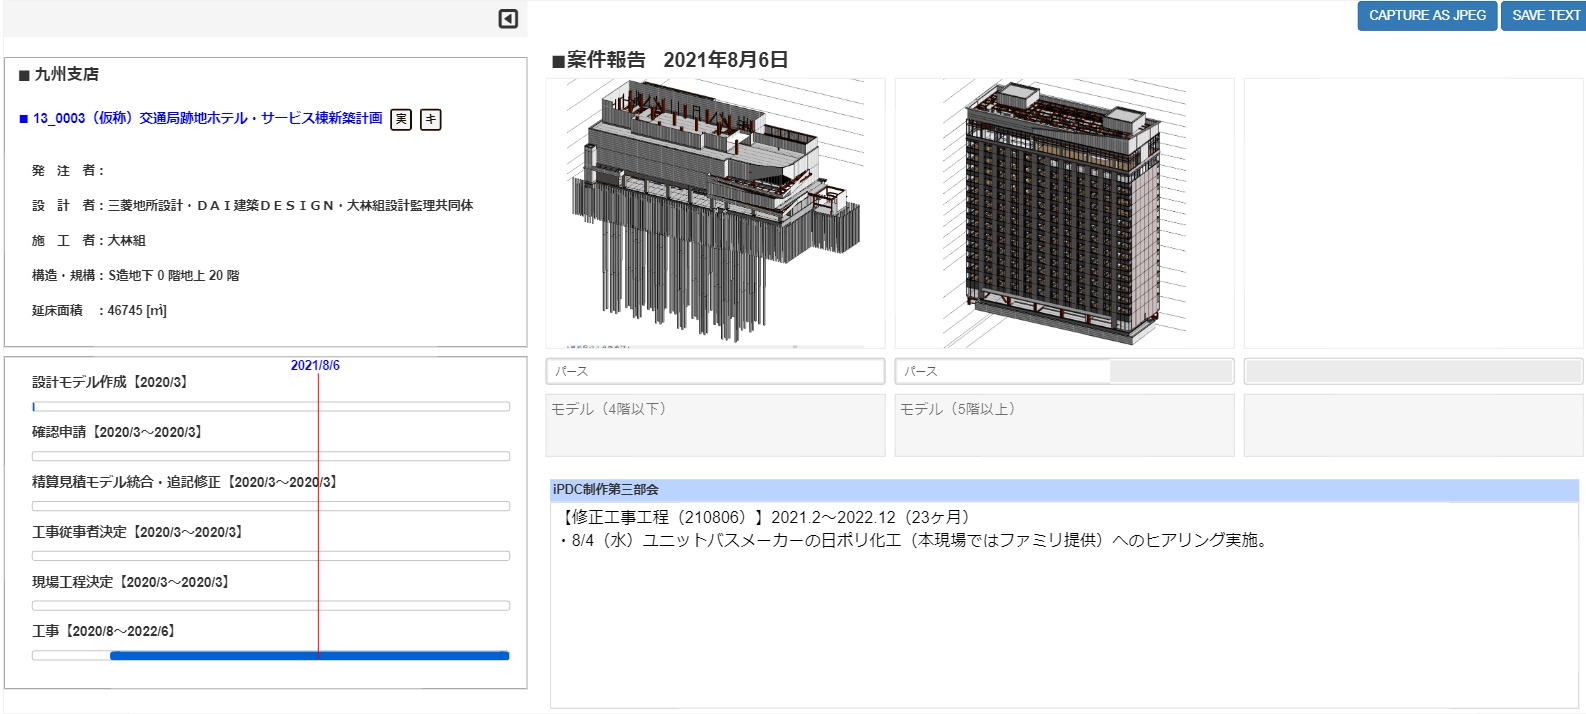 CAPTURE AS JPEG
SAVE TEXT
■ 九州支店
■ 13_0003（仮称）交通局跡地ホテル・サービス棟新築計画 実 キ
発　注　者：
設　計　者：三菱地所設計・ＤＡＩ建築ＤＥＳＩＧＮ・大林組設計監理共同体
施　工　者：大林組
構造・規模：S造地下 0 階地上 20 階
延床面積　：46745 [㎡]
2021/8/6
設計モデル作成【2020/3】
確認申請【2020/3～2020/3】
精算見積モデル統合・追記修正【2020/3～2020/3】
工事従事者決定【2020/3～2020/3】
現場工程決定【2020/3～2020/3】
工事【2020/8～2022/6】
■案件報告　2021年8月6日
パース
パース
モデル（4階以下）
モデル（5階以上）
iPDC制作第三部会
【修正工事工程（210806）】2021.2～2022.12（23ヶ月）
・8/4（水）ユニットバスメーカーの日ポリ化工（本現場ではファミリ提供）へのヒアリング実施。